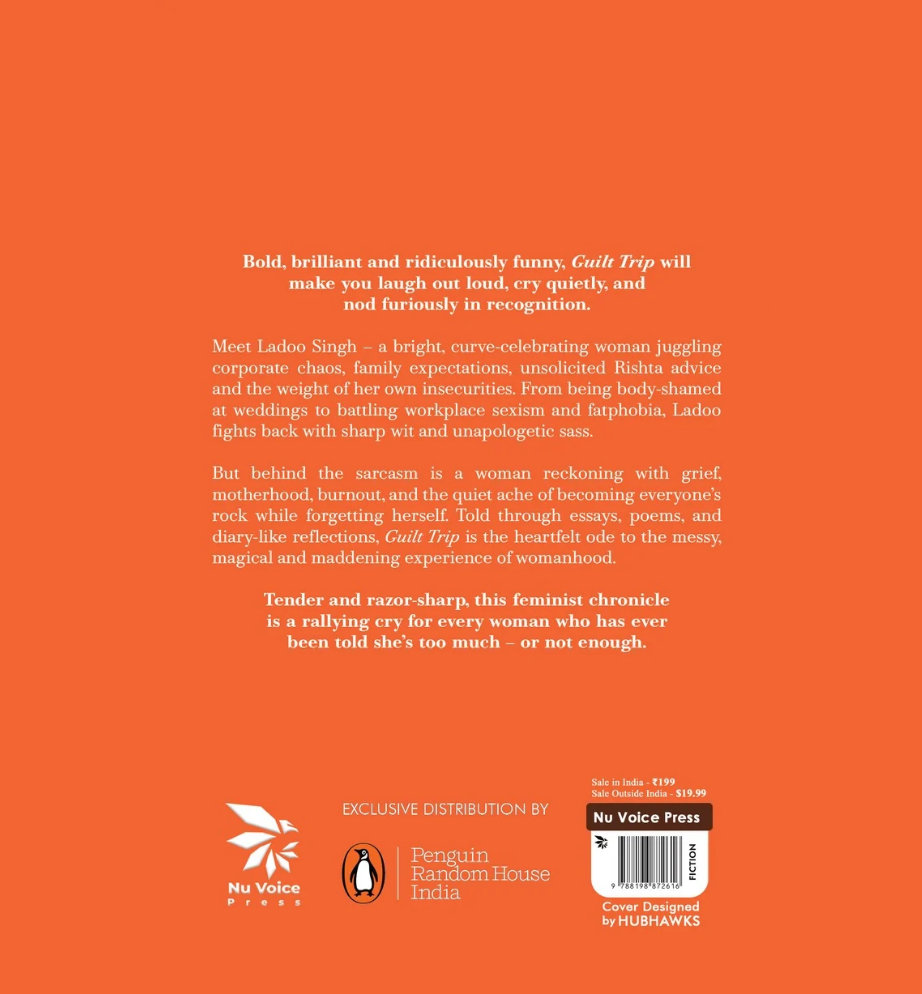 Bold, brilliant and ridiculously funny, Guilt Trip will
make you laugh out loud, cry quietly, and
nod furiously in recognition.
Meet Ladoo Singh – a bright, curve-celebrating woman juggling
corporate chaos, family expectations, unsolicited Rishta advice
and the weight of her own insecurities. From being body-shamed
at weddings to battling workplace sexism and fatphobia, Ladoo
fights back with sharp wit and unapologetic sass.
But behind the sarcasm is a woman reckoning with grief,
motherhood, burnout, and the quiet ache of becoming everyone's
rock while forgetting herself. Told through essays, poems, and
diary-like reflections, Guilt Trip is the heartfelt ode to the messy,
magical and maddening experience of womanhood.
Tender and razor-sharp, this feminist chronicle
is a rallying cry for every woman who has ever
been told she's too much – or not enough.
Nu Voice
Press
EXCLUSIVE DISTRIBUTION BY
Penguin
Random House
India
Sale in India - ₹199
Sale Outside India - $19.99
Nu Voice Press
FICTION
9 788198 872616
Cover Designed
by HUBHAWKS